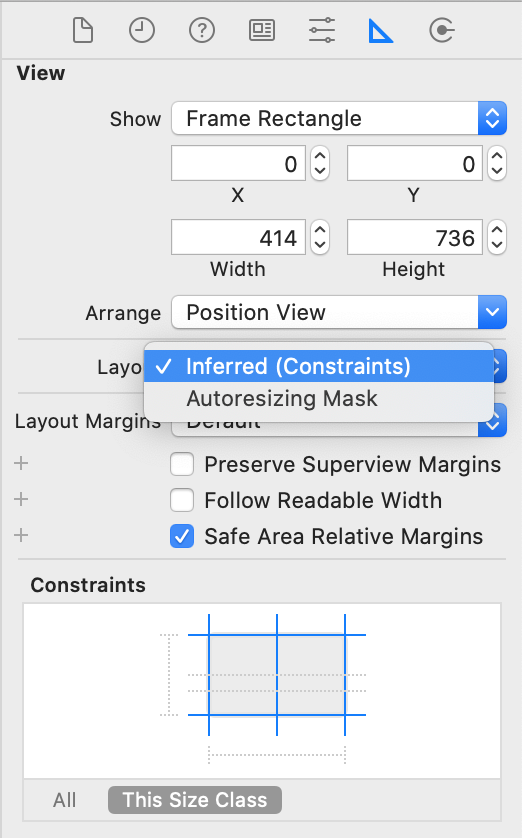 View
Show Frame Rectangle
0 0
X Y
414 736
Width Height
Arrange Position View
Layo Inferred (Constraints)
Autoresizing Mask
Layout Margins Default
Preserve Superview Margins
Follow Readable Width
Safe Area Relative Margins
Constraints
All This Size Class